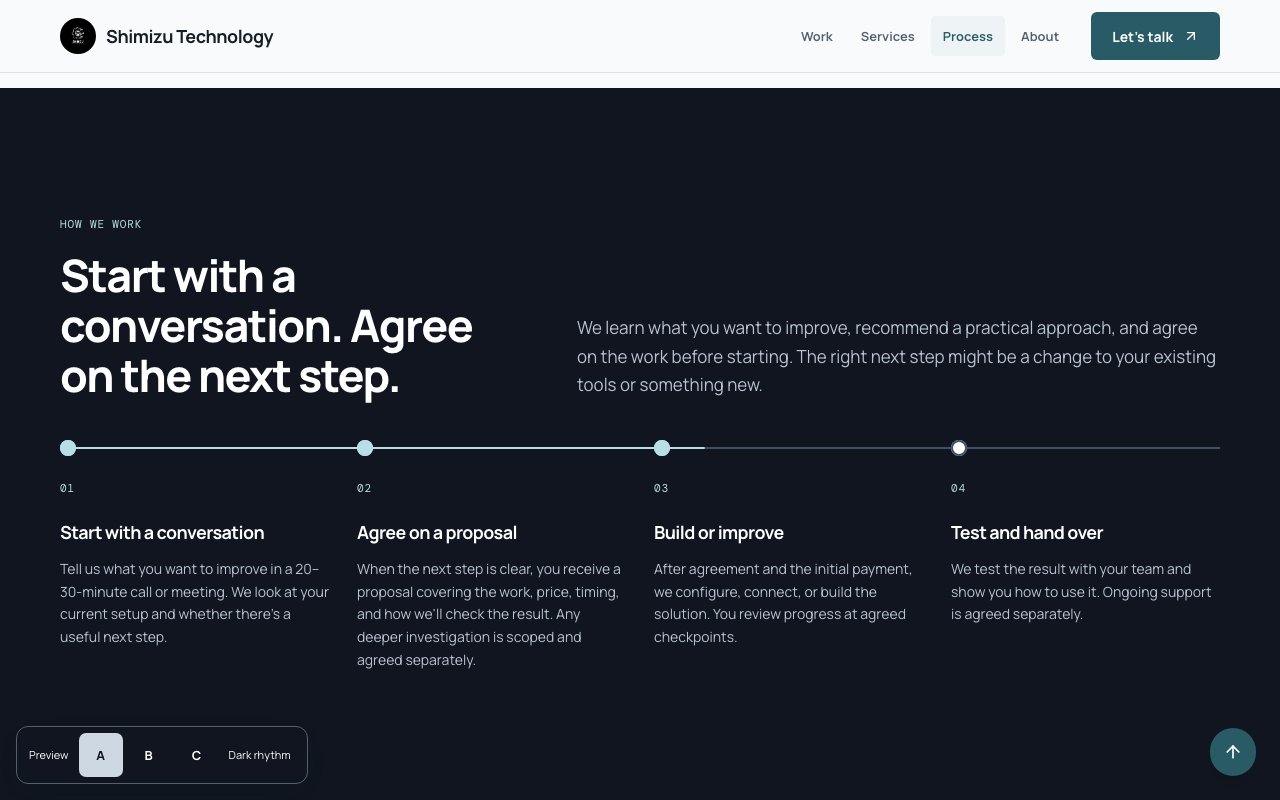 Shimizu Technology
Work
Services
Process
About
Let's talk
HOW WE WORK
Start with a
conversation. Agree
on the next step.
We learn what you want to improve, recommend a practical approach, and agree
on the work before starting. The right next step might be a change to your existing
tools or something new.
01
Start with a conversation
Tell us what you want to improve in a 20–
30-minute call or meeting. We look at your
current setup and whether there's a
useful next step.
02
Agree on a proposal
When the next step is clear, you receive a
proposal covering the work, price, timing,
and how we'll check the result. Any
deeper investigation is scoped and
agreed separately.
03
Build or improve
After agreement and the initial payment,
we configure, connect, or build the
solution. You review progress at agreed
checkpoints.
04
Test and hand over
We test the result with your team and
show you how to use it. Ongoing support
is agreed separately.
Preview
A
B
C
Dark rhythm